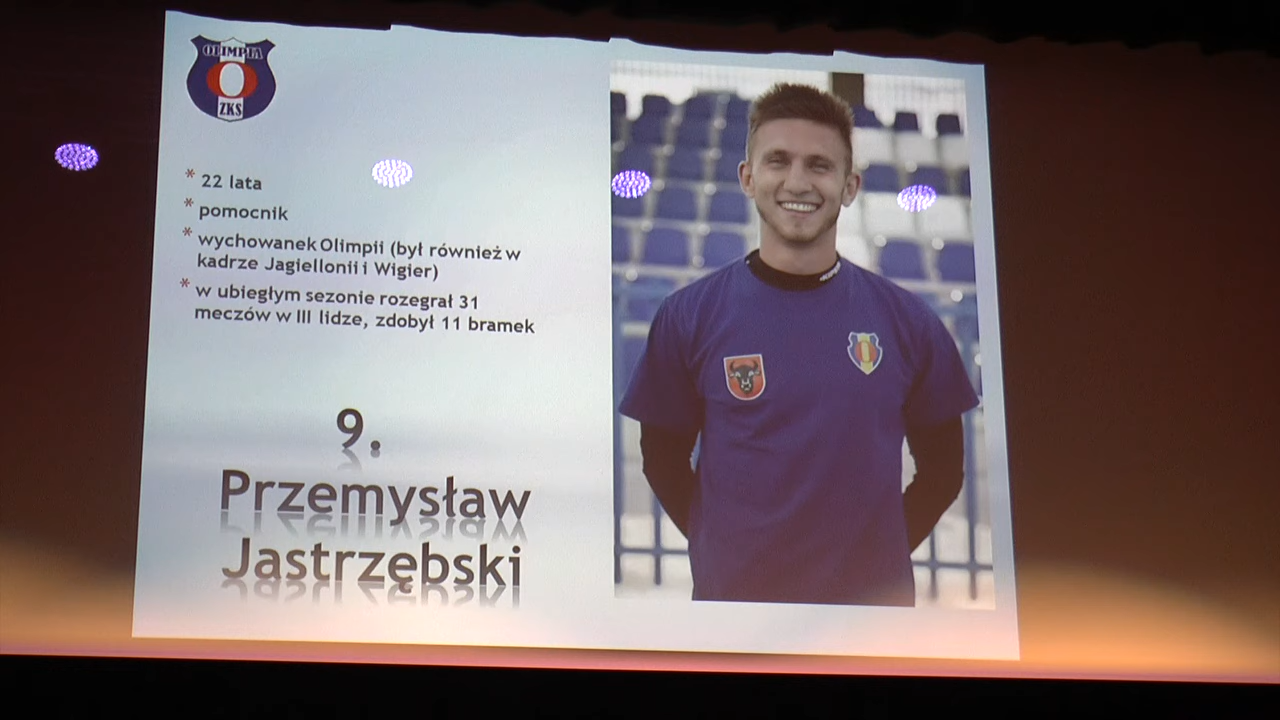 OLIMPIA
O
ZKS
* 22 lata
* pomocnik
* wychowanek Olimpii (był również w
kadrze Jagiellonii i Wigier)
* w ubiegłym sezonie rozegrał 31
meczów w III lidze, zdobył 11 bramek
9.
Przemysław
Jastrzębski